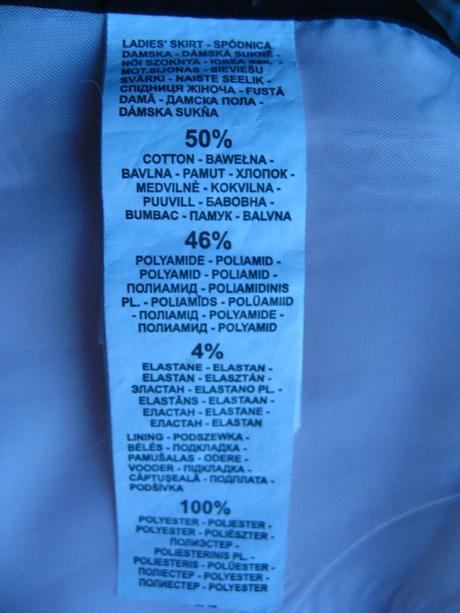 LADIES' SKIRT - SPÓDNICA
DAMSKA - DÁMSKÁ SUKNĚ -
NŐI SZOKNYA - ЮБКА ЖЕН. -
MOT.SIJONAS - SIEVIEŠU
SVĀRKI - NAISTE SEELIK -
СПІДНИЦЯ ЖІНОЧА - FUSTĂ
DAMĂ - ДАМСКА ПОЛА -
DÁMSKA SUKŇA
50%
COTTON - BAWEŁNA -
BAVLNA - PAMUT - ХЛОПОК -
MEDVILNĖ - KOKVILNA -
PUUVILL - БАВОВНА -
BUMBAC - ПАМУК - BALVNA
46%
POLYAMIDE - POLIAMID -
POLYAMID - POLIAMID -
ПОЛИАМИД - POLIAMIDINIS
PL. - POLIAMĪDS - POLÜAMIID
- ПОЛІАМІД - POLYAMIDE -
ПОЛИАМИД - POLYAMID
4%
ELASTANE - ELASTAN -
ELASTAN - ELASZTÁN -
ЭЛАСТАН - ELASTANO PL. -
ELASTĀNS - ELASTAAN -
ЕЛАСТАН - ELASTANE -
ЕЛАСТАН - ELASTAN
LINING - PODSZEWKA -
BÉLÉS - ПОДКЛАДКА -
PAMUŠALAS - ODERE -
VOODER - ПІДКЛАДКА -
CĂPTUŞEALĂ - ПОДПЛАТА -
PODŠÍVKA
100%
POLYESTER - POLIESTER -
POLYESTER - POLIÉSZTER -
ПОЛИЭСТЕР -
POLIESTERINIS PL. -
POLIESTERIS - POLÜESTER -
ПОЛІЕСТЕР - POLYESTER -
ПОЛИЕСТЕР - POLYESTER